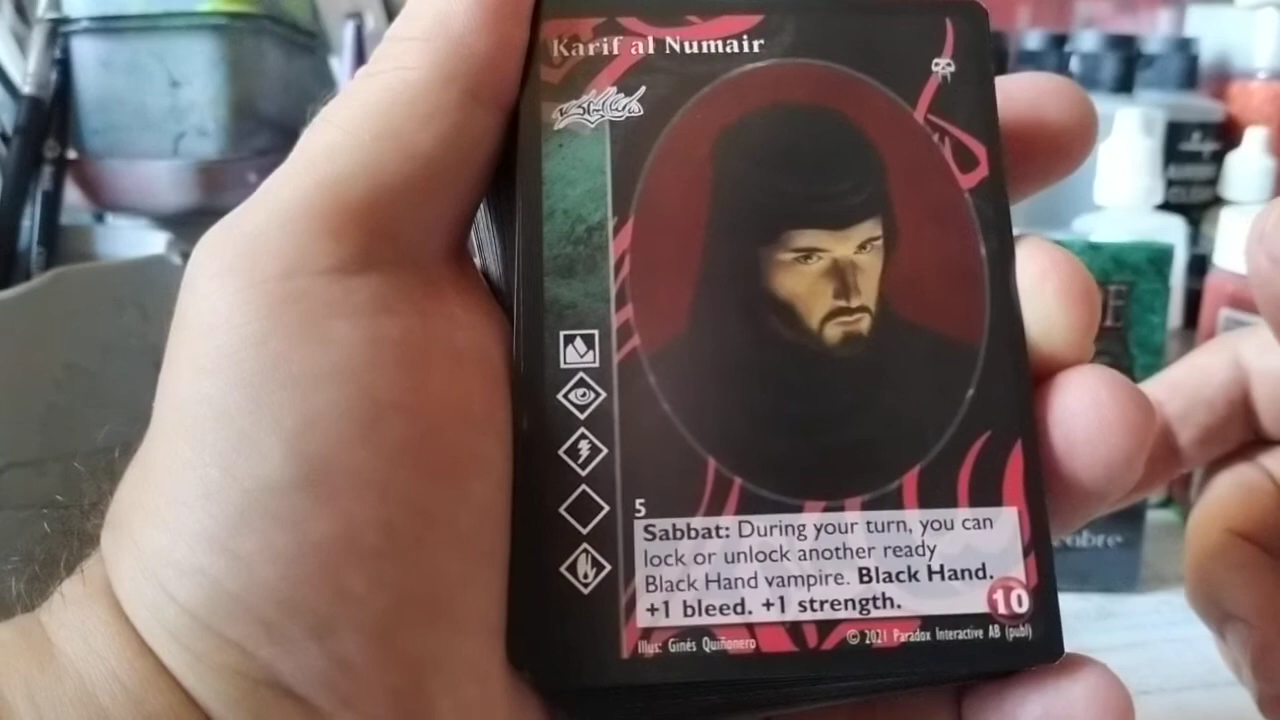 Karif al Numair
5
Sabbat: During your turn, you can
lock or unlock another ready
Black Hand vampire. Black Hand.
+1 bleed. +1 strength.
10
Illus: Ginés Quiñonero
© 2021 Paradox Interactive AB (publ)